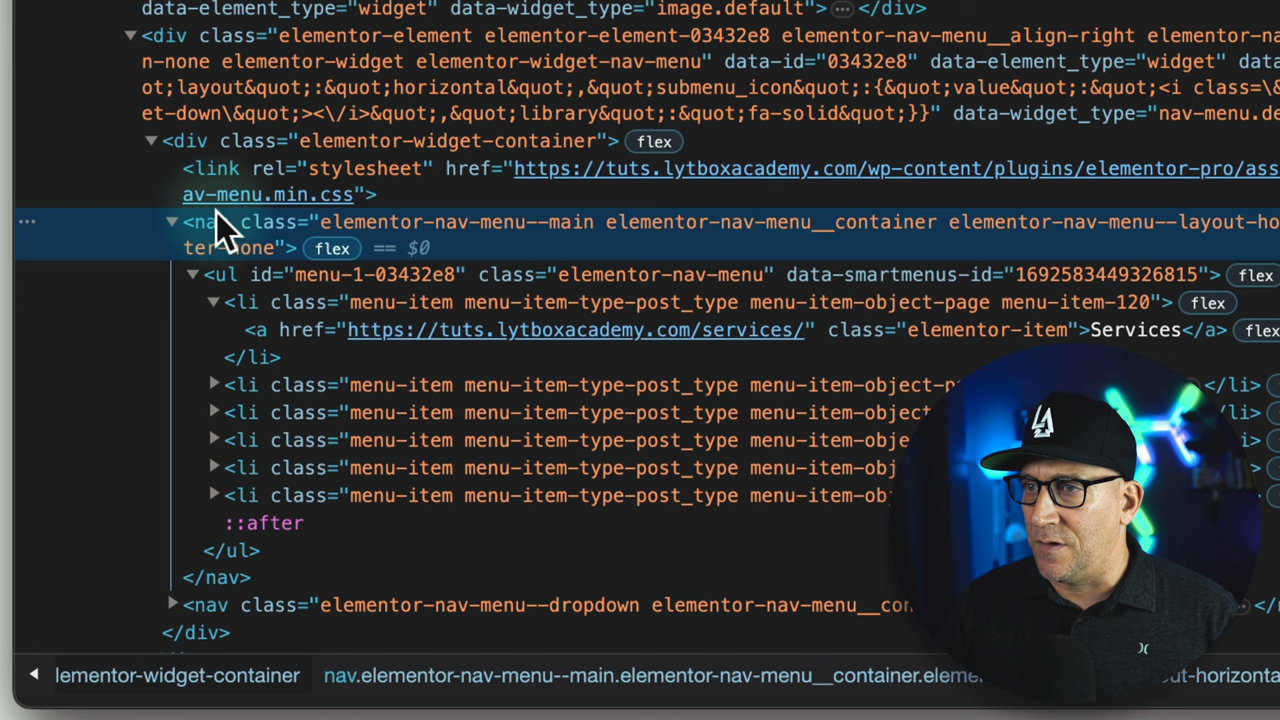 data-element_type="widget" data-widget_type="image.default"> ⋯ </div>
▼ <div class="elementor-element elementor-element-03432e8 elementor-nav-menu__align-right elementor-na
n-none elementor-widget elementor-widget-nav-menu" data-id="03432e8" data-element_type="widget" data
ot;layout&quot;:&quot;horizontal&quot;,&quot;submenu_icon&quot;:{&quot;value&quot;:&quot;<i class=\&
et-down\&quot;><\/i>&quot;,&quot;library&quot;:&quot;fa-solid&quot;}}" data-widget_type="nav-menu.de
▼ <div class="elementor-widget-container"> flex
<link rel="stylesheet" href="https://tuts.lytboxacademy.com/wp-content/plugins/elementor-pro/ass
av-menu.min.css">
⋯ ▼ <nav class="elementor-nav-menu--main elementor-nav-menu__container elementor-nav-menu--layout-ho
ter-none"> flex == $0
▼ <ul id="menu-1-03432e8" class="elementor-nav-menu" data-smartmenus-id="1692583449326815"> flex
▼ <li class="menu-item menu-item-type-post_type menu-item-object-page menu-item-120"> flex
<a href="https://tuts.lytboxacademy.com/services/" class="elementor-item">Services</a> flex
</li>
▶ <li class="menu-item menu-item-type-post_type menu-item-object-p </li>
▶ <li class="menu-item menu-item-type-post_type menu-item-object </li>
▶ <li class="menu-item menu-item-type-post_type menu-item-obj
▶ <li class="menu-item menu-item-type-post_type menu-item-obj
▶ <li class="menu-item menu-item-type-post_type menu-item-obj
::after
</ul>
</nav>
▶ <nav class="elementor-nav-menu--dropdown elementor-nav-menu__con ⋯ </n
</div>
lementor-widget-container nav.elementor-nav-menu--main.elementor-nav-menu__container.eleme out-horizonta